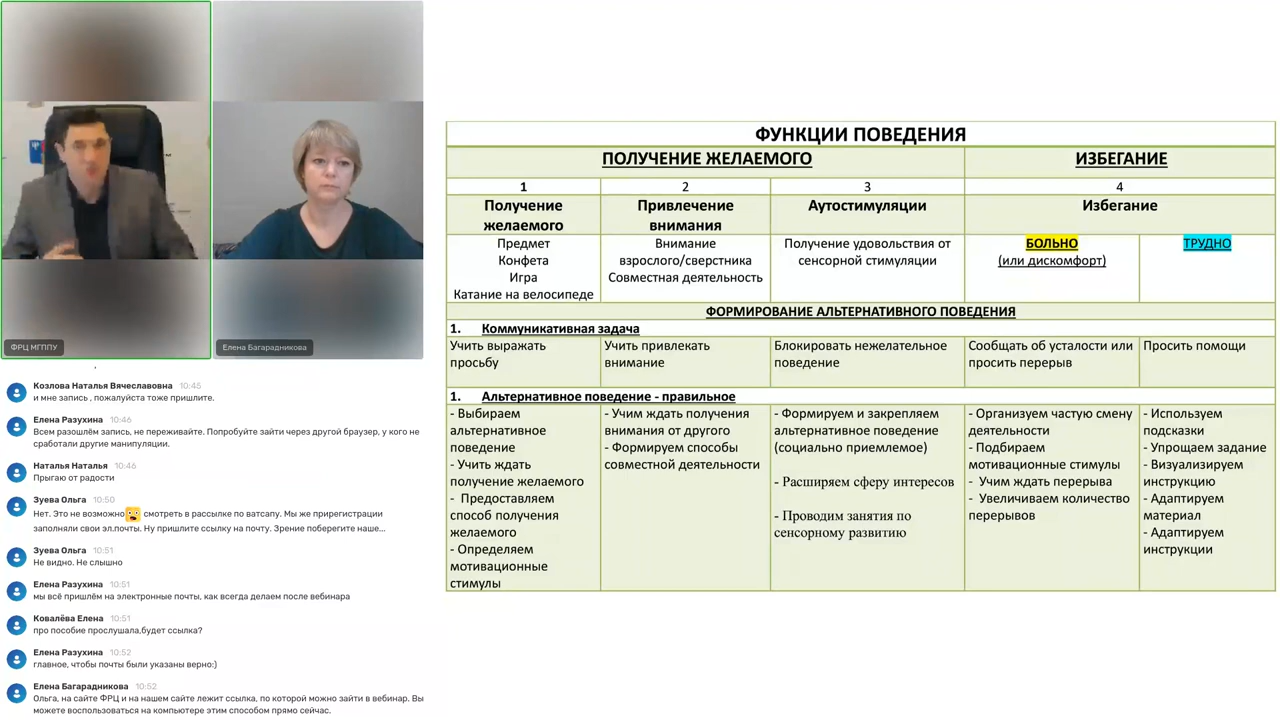 ФРЦ МГППУ
Елена Багарадникова
Козлова Наталья Вячеславовна 10:45
и мне запись , пожалуйста тоже пришлите.
Елена Разухина 10:46
Всем разошлём запись, не переживайте. Попробуйте зайти через другой браузер, у кого не
сработали другие манипуляции.
Наталья Наталья 10:46
Прыгаю от радости
Зуева Ольга 10:50
Нет. Это не возможно смотреть в рассылке по ватсапу. Мы же прирегистрации
заполняли свои эл.почты. Ну пришлите ссылку на почту. Зрение поберегите наше...
Зуева Ольга 10:51
Не видно. Не слышно
Елена Разухина 10:51
мы всё пришлём на электронные почты, как всегда делаем после вебинара
Ковалёва Елена 10:51
про пособие прослушала,будет ссылка?
Елена Разухина 10:52
главное, чтобы почты были указаны верно:)
Елена Багарадникова 10:52
Ольга, на сайте ФРЦ и на нашем сайте лежит ссылка, по которой можно зайти в вебинар. Вы
можете воспользоваться на компьютере этим способом прямо сейчас.
ФУНКЦИИ ПОВЕДЕНИЯ
ПОЛУЧЕНИЕ ЖЕЛАЕМОГО
ИЗБЕГАНИЕ
1
2
3
4
Получение
желаемого
Привлечение
внимания
Аутостимуляции
Избегание
Предмет
Конфета
Игра
Катание на велосипеде
Внимание
взрослого/сверстника
Совместная деятельность
Получение удовольствия от
сенсорной стимуляции
БОЛЬНО
(или дискомфорт)
ТРУДНО
ФОРМИРОВАНИЕ АЛЬТЕРНАТИВНОГО ПОВЕДЕНИЯ
1. Коммуникативная задача
Учить выражать
просьбу
Учить привлекать
внимание
Блокировать нежелательное
поведение
Сообщать об усталости или
просить перерыв
Просить помощи
1. Альтернативное поведение - правильное
- Выбираем
альтернативное
поведение
- Учить ждать
получение желаемого
- Предоставляем
способ получения
желаемого
- Определяем
мотивационные
стимулы
- Учим ждать получения
внимания от другого
- Формируем способы
совместной деятельности
- Формируем и закрепляем
альтернативное поведение
(социально приемлемое)
- Расширяем сферу интересов
- Проводим занятия по
сенсорному развитию
- Организуем частую смену
деятельности
- Подбираем
мотивационные стимулы
- Учим ждать перерыва
- Увеличиваем количество
перерывов
- Используем
подсказки
- Упрощаем задание
- Визуализируем
инструкцию
- Адаптируем
материал
- Адаптируем
инструкции